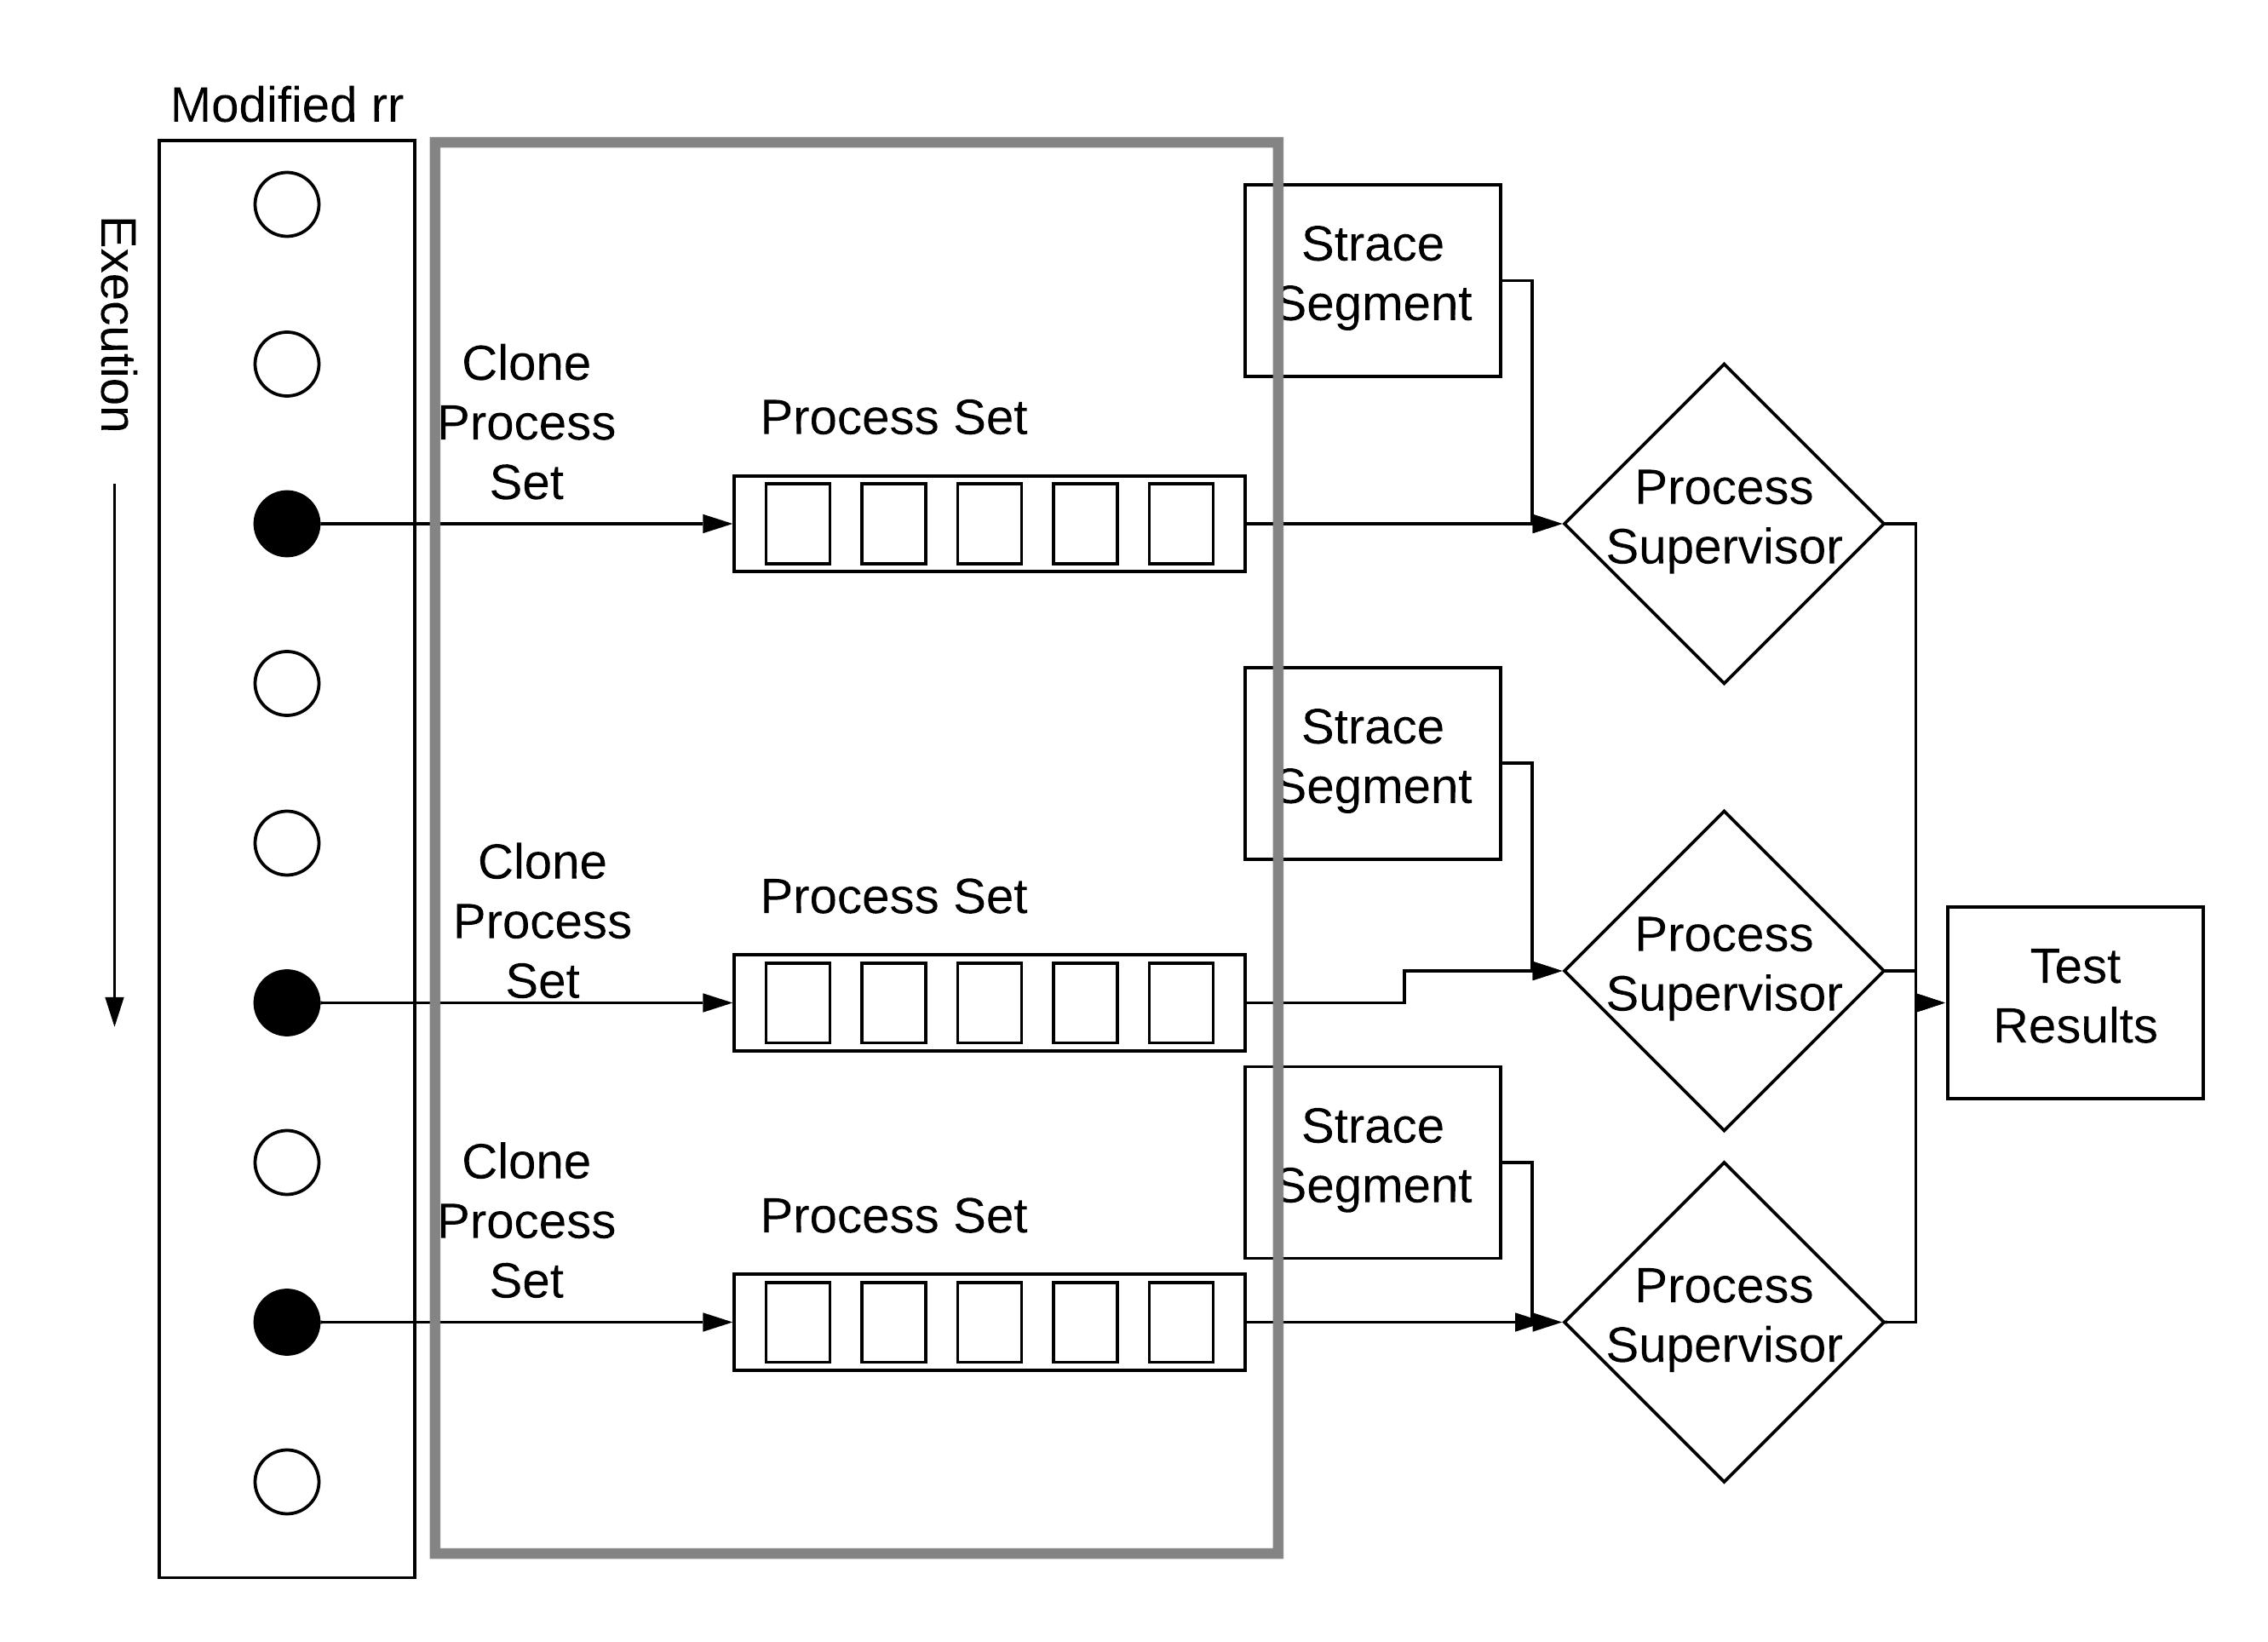 Modified rr
Execution
Clone
Process
Set
Process Set
Strace
Segment
Process
Supervisor
Clone
Process
Set
Process Set
Strace
Segment
Process
Supervisor
Test
Results
Clone
Process
Set
Process Set
Strace
Segment
Process
Supervisor